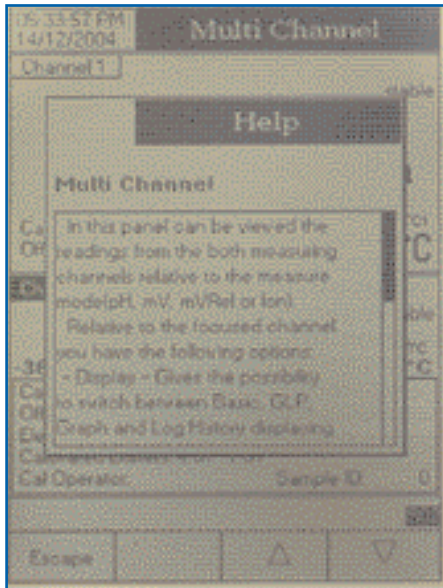 05:33:57 PM
14/12/2004
Multi Channel
Channel 1
Help
Multi Channel
In this panel can be viewed the
readings from the both measuring
channels relative to the measure
mode(pH, mV, mVRel or Ion).
Relative to the focused channel
you have the following options:
- Display - Gives the possibility
to switch between Basic, GLP,
Graph and Log History displaying
°C
°C
Cal Operator:
Sample ID:
0
Escape